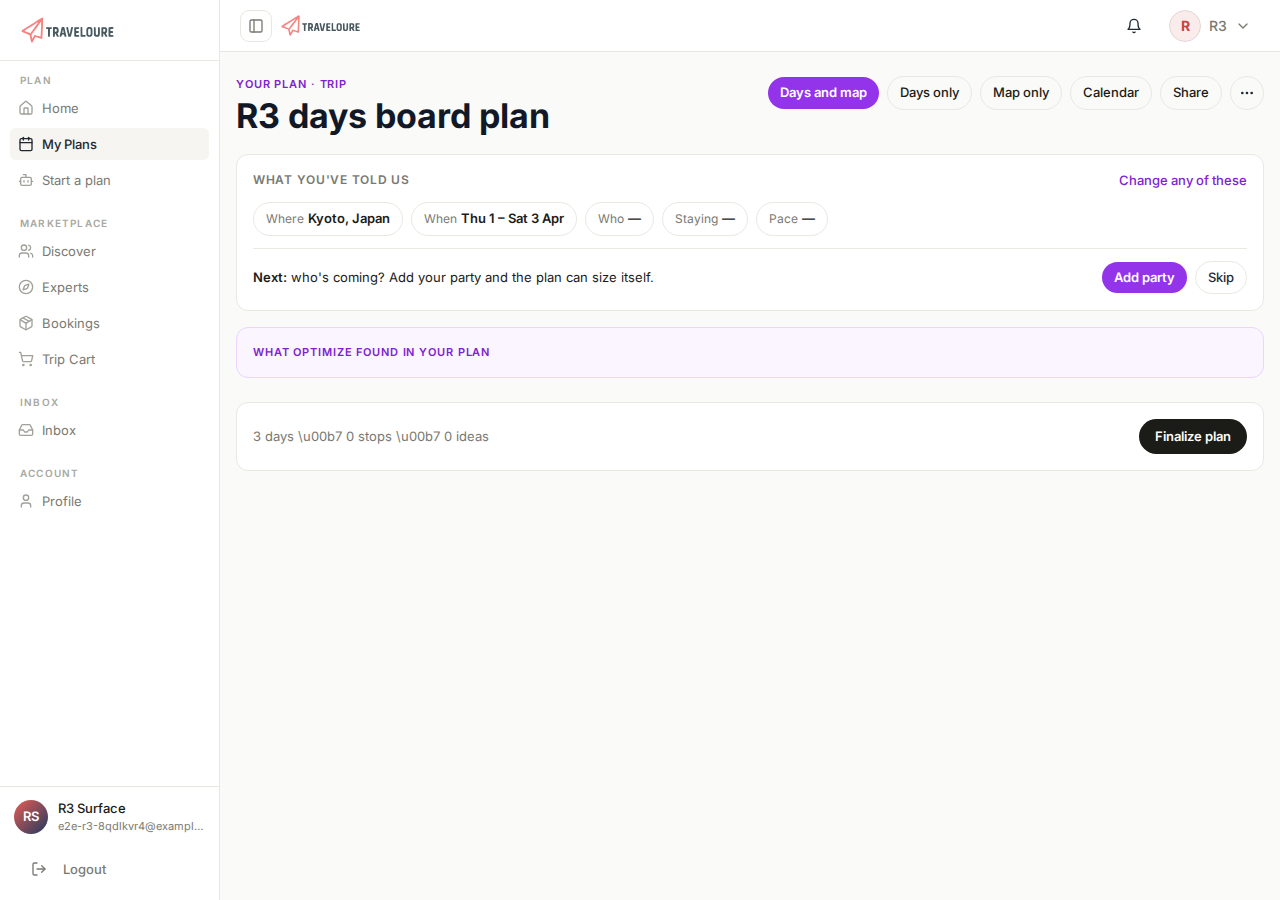 TRAVELOURE
PLAN
Home
My Plans
Start a plan
MARKETPLACE
Discover
Experts
Bookings
Trip Cart
INBOX
Inbox
ACCOUNT
Profile
RS
R3 Surface
e2e-r3-8qdlkvr4@exampl...
Logout
TRAVELOURE
R
R3
YOUR PLAN · TRIP
R3 days board plan
Days and map
Days only
Map only
Calendar
Share
WHAT YOU'VE TOLD US
Change any of these
Where Kyoto, Japan
When Thu 1 – Sat 3 Apr
Who —
Staying —
Pace —
Next: who's coming? Add your party and the plan can size itself.
Add party
Skip
WHAT OPTIMIZE FOUND IN YOUR PLAN
3 days \u00b7 0 stops \u00b7 0 ideas
Finalize plan